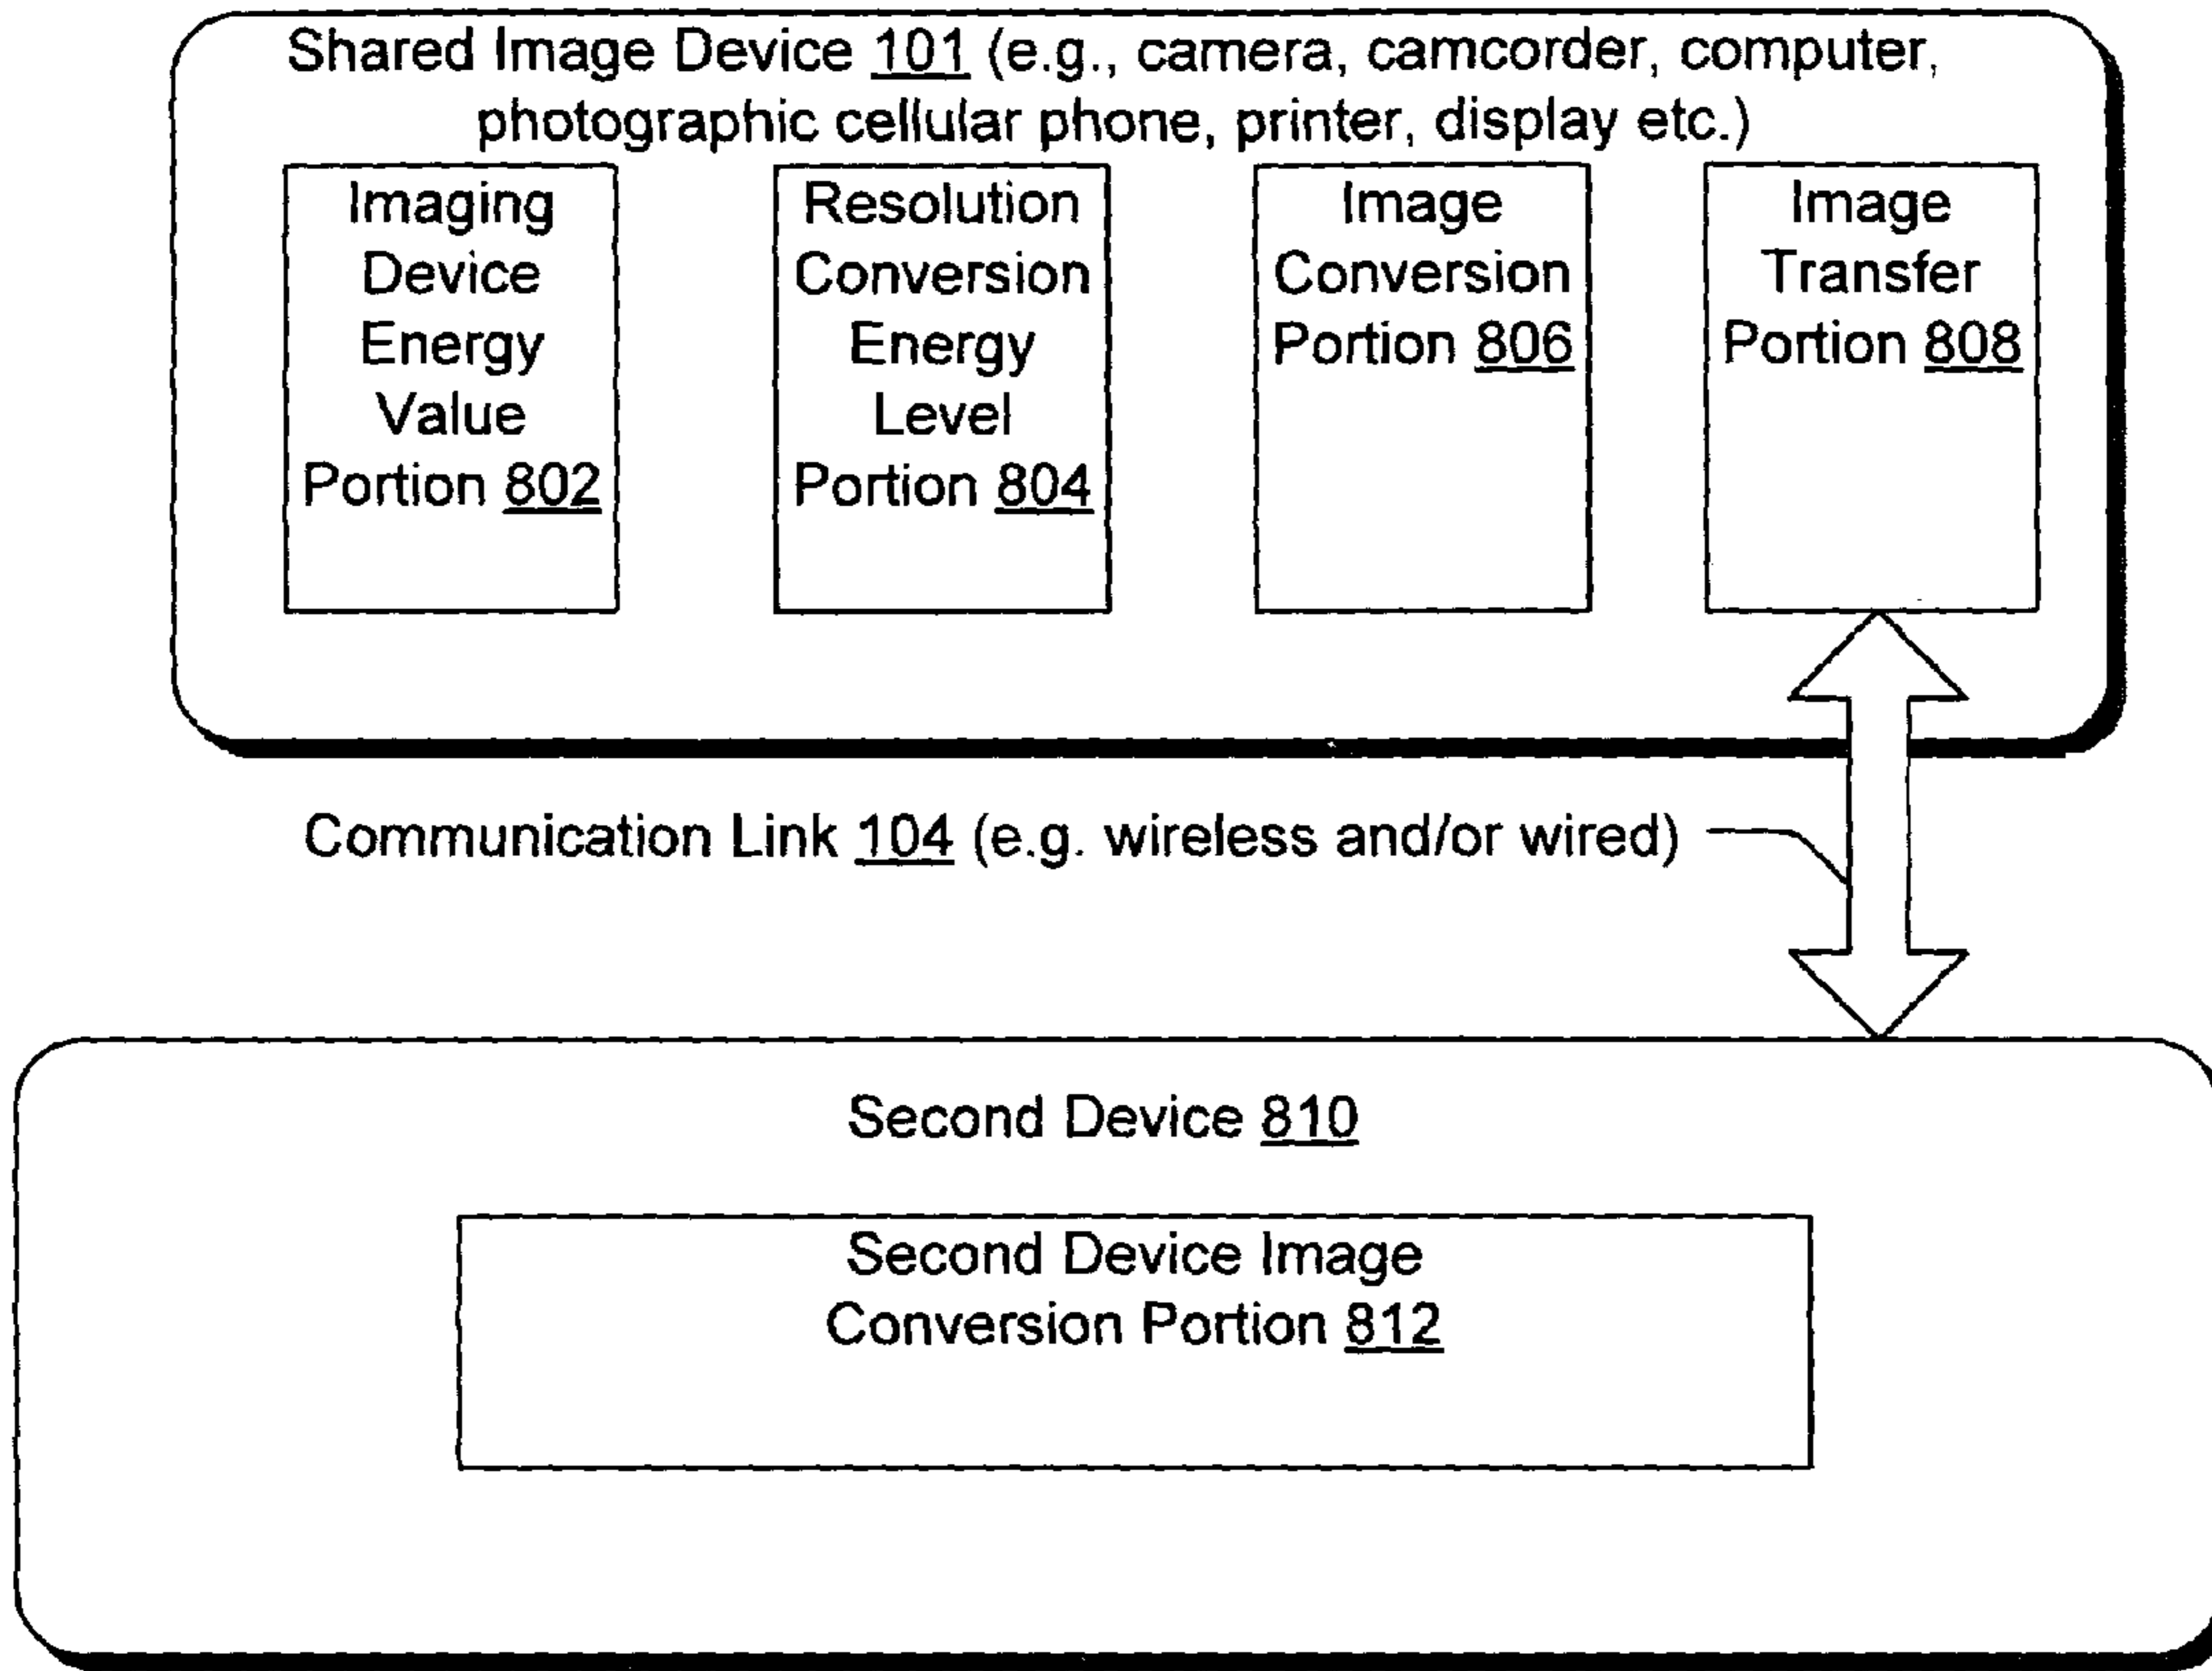 Shared Image Device 101 (e.g., camera, camcorder, computer,
photographic cellular phone, printer, display etc.)
Imaging
Device
Energy
Value
Portion 802
Resolution
Conversion
Energy
Level
Portion 804
Image
Conversion
Portion 806
Image
Transfer
Portion 808
Communication Link 104 (e.g. wireless and/or wired)
Second Device 810
Second Device Image
Conversion Portion 812